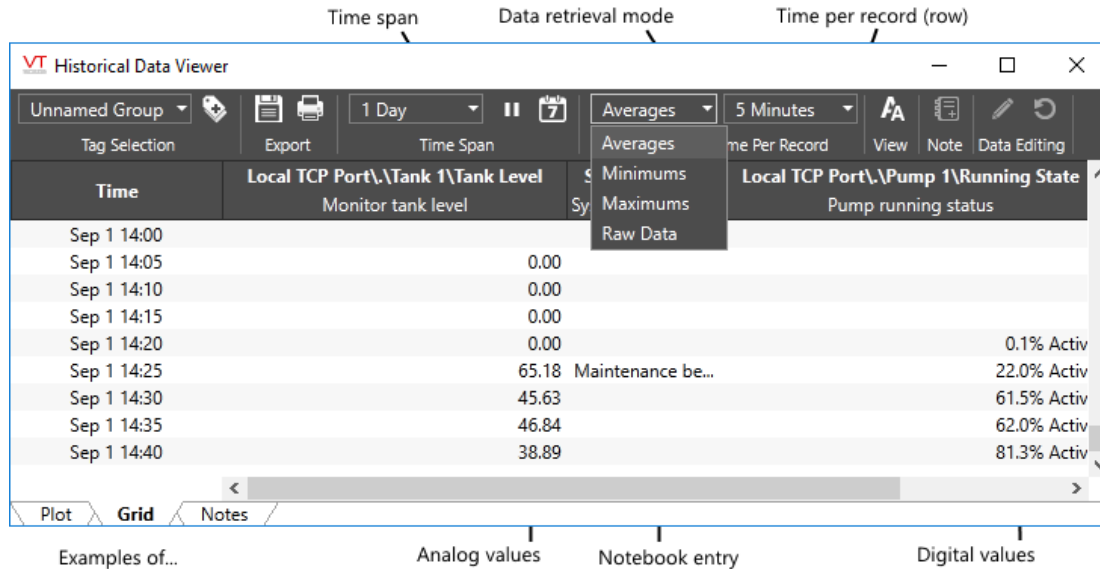 Time span Data retrieval mode Time per record (row)
VT Historical Data Viewer
Unnamed Group 7 1 Day Averages 5 Minutes AA
Tag Selection Export Time Span me Per Record View Note Data Editing
Averages
Minimums
Maximums
Raw Data
Time Local TCP Port\.\Tank 1\Tank Level S Local TCP Port\.\Pump 1\Running State
Monitor tank level Sy Pump running status
Sep 1 14:00
Sep 1 14:05 0.00
Sep 1 14:10 0.00
Sep 1 14:15 0.00
Sep 1 14:20 0.00 0.1% Activ
Sep 1 14:25 65.18 Maintenance be... 22.0% Activ
Sep 1 14:30 45.63 61.5% Activ
Sep 1 14:35 46.84 62.0% Activ
Sep 1 14:40 38.89 81.3% Activ
Plot Grid Notes
Examples of... Analog values Notebook entry Digital values